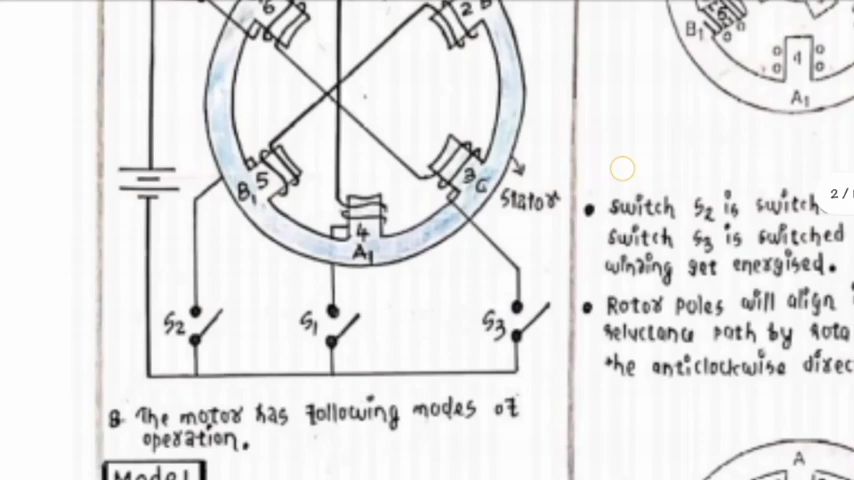 6
2 B
5
B₁
3 C
Stator
4
A₁
S2
S1
S3
8. The motor has following modes of
operation.
Mode 1
B₁
4
A₁
2 / 
• Switch S2 is switch
Switch S3 is switched
winding get energised.
• Rotor poles will align
reluctance path by rota
the anticlockwise direc
A